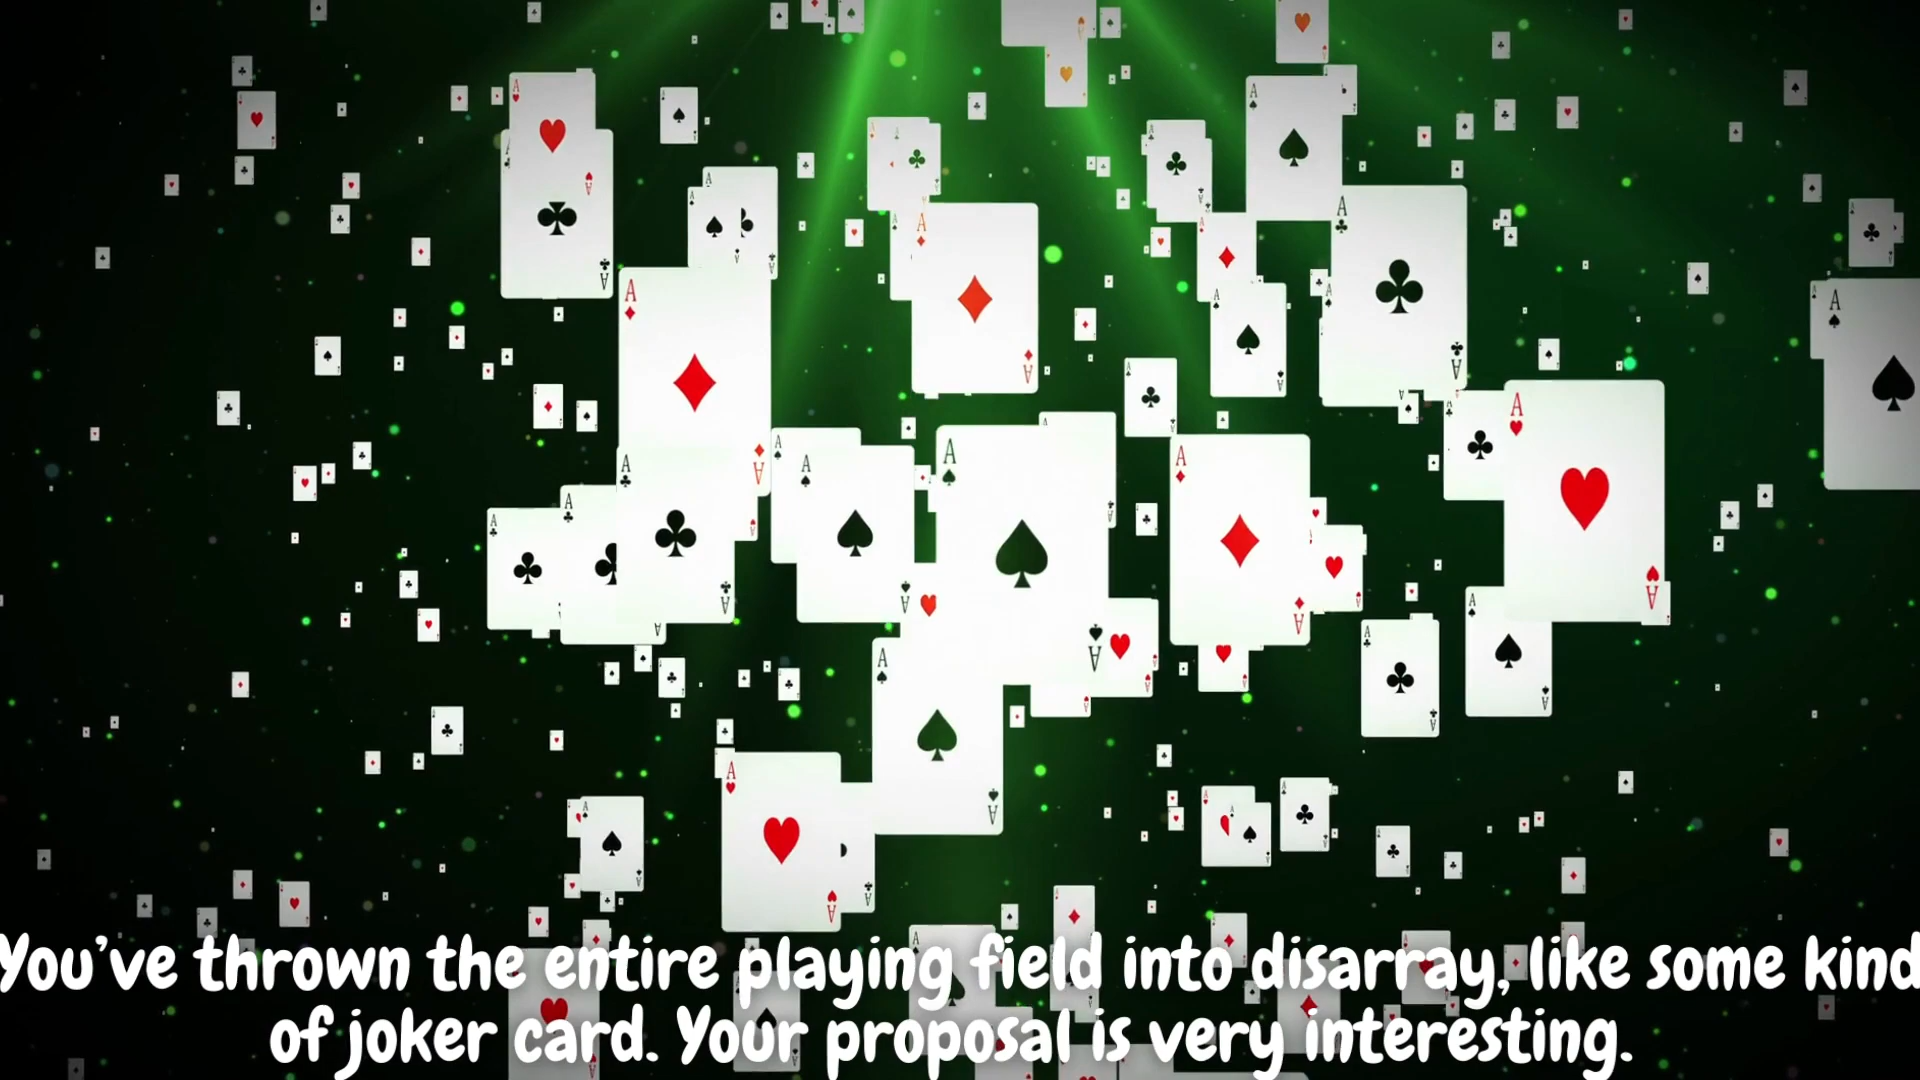 You've thrown the entire playing field into disarray, like some kind
of joker card. Your proposal is very interesting.